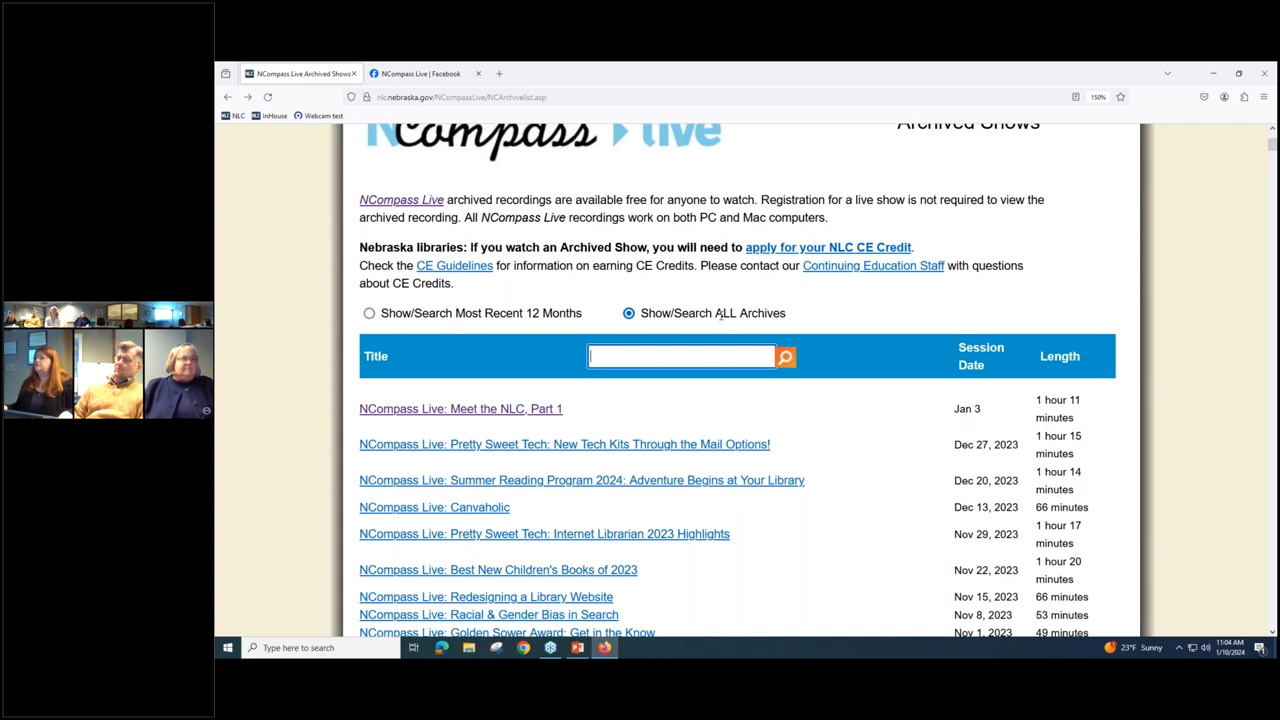 NCompass Live Archived Shows
NCompass Live | Facebook
nlc.nebraska.gov/NCompassLive/NCArchivelist.asp
150%
NLC InHouse Webcam test
NCompass live
Archived Shows
NCompass Live archived recordings are available free for anyone to watch. Registration for a live show is not required to view the
archived recording. All NCompass Live recordings work on both PC and Mac computers.
Nebraska libraries: If you watch an Archived Show, you will need to apply for your NLC CE Credit.
Check the CE Guidelines for information on earning CE Credits. Please contact our Continuing Education Staff with questions
about CE Credits.
Show/Search Most Recent 12 Months Show/Search ALL Archives
Title Session Date Length
NCompass Live: Meet the NLC, Part 1 Jan 3 1 hour 11 minutes
NCompass Live: Pretty Sweet Tech: New Tech Kits Through the Mail Options! Dec 27, 2023 1 hour 15 minutes
NCompass Live: Summer Reading Program 2024: Adventure Begins at Your Library Dec 20, 2023 1 hour 14 minutes
NCompass Live: Canvaholic Dec 13, 2023 66 minutes
NCompass Live: Pretty Sweet Tech: Internet Librarian 2023 Highlights Nov 29, 2023 1 hour 17 minutes
NCompass Live: Best New Children's Books of 2023 Nov 22, 2023 1 hour 20 minutes
NCompass Live: Redesigning a Library Website Nov 15, 2023 66 minutes
NCompass Live: Racial & Gender Bias in Search Nov 8, 2023 53 minutes
NCompass Live: Golden Sower Award: Get in the Know Nov 1, 2023 49 minutes
Type here to search
23°F Sunny
11:04 AM
1/10/2024